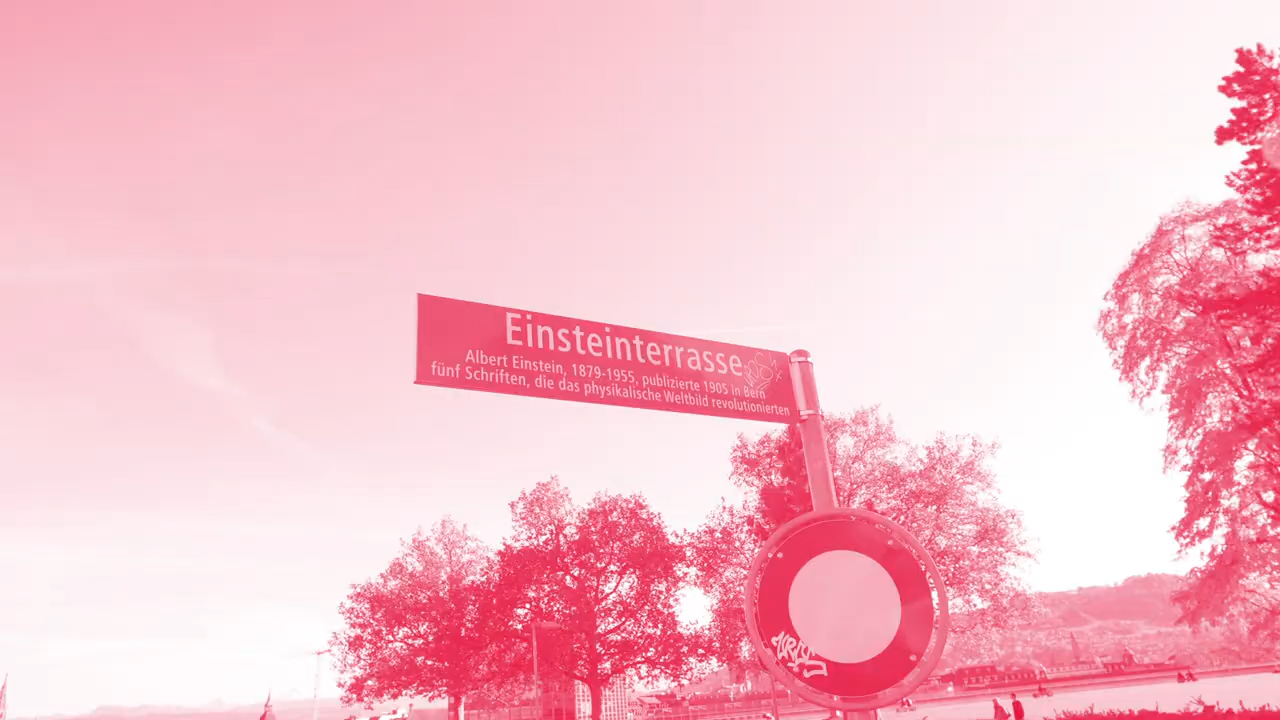 Einsteinterrasse
Albert Einstein, 1879-1955, publizierte 1905 in Bern
fünf Schriften, die das physikalische Weltbild revolutionierten